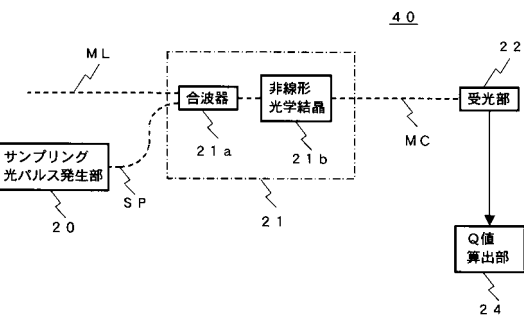 40
22
ML
合波器
非線形
光学結晶
受光部
21a
21b
MC
サンプリング
光パルス発生部
SP
20
21
Q値
算出部
24